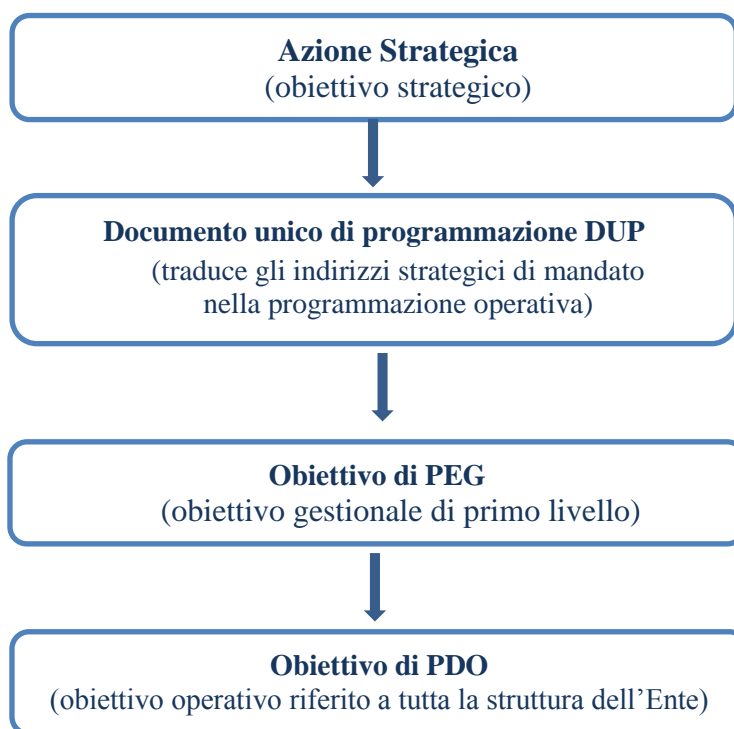 Azione Strategica
(obiettivo strategico)
Documento unico di programmazione DUP
(traduce gli indirizzi strategici di mandato
nella programmazione operativa)
Obiettivo di PEG
(obiettivo gestionale di primo livello)
Obiettivo di PDO
(obiettivo operativo riferito a tutta la struttura dell’Ente)